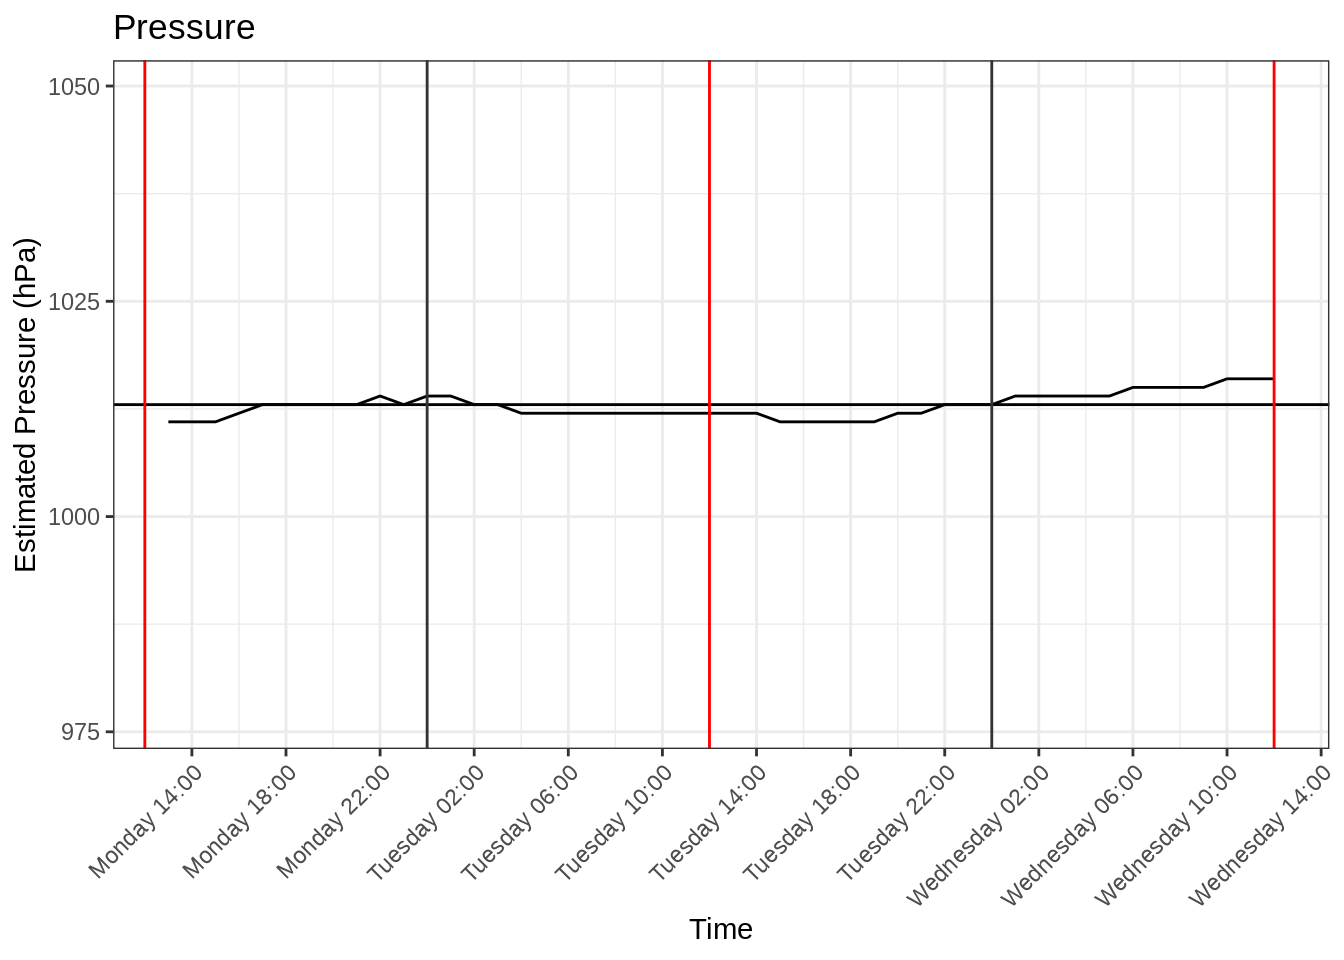 Pressure
Estimated Pressure (hPa)
1050
1025
1000
975
Monday 14:00
Monday 18:00
Monday 22:00
Tuesday 02:00
Tuesday 06:00
Tuesday 10:00
Tuesday 14:00
Tuesday 18:00
Tuesday 22:00
Wednesday 02:00
Wednesday 06:00
Wednesday 10:00
Wednesday 14:00
Time